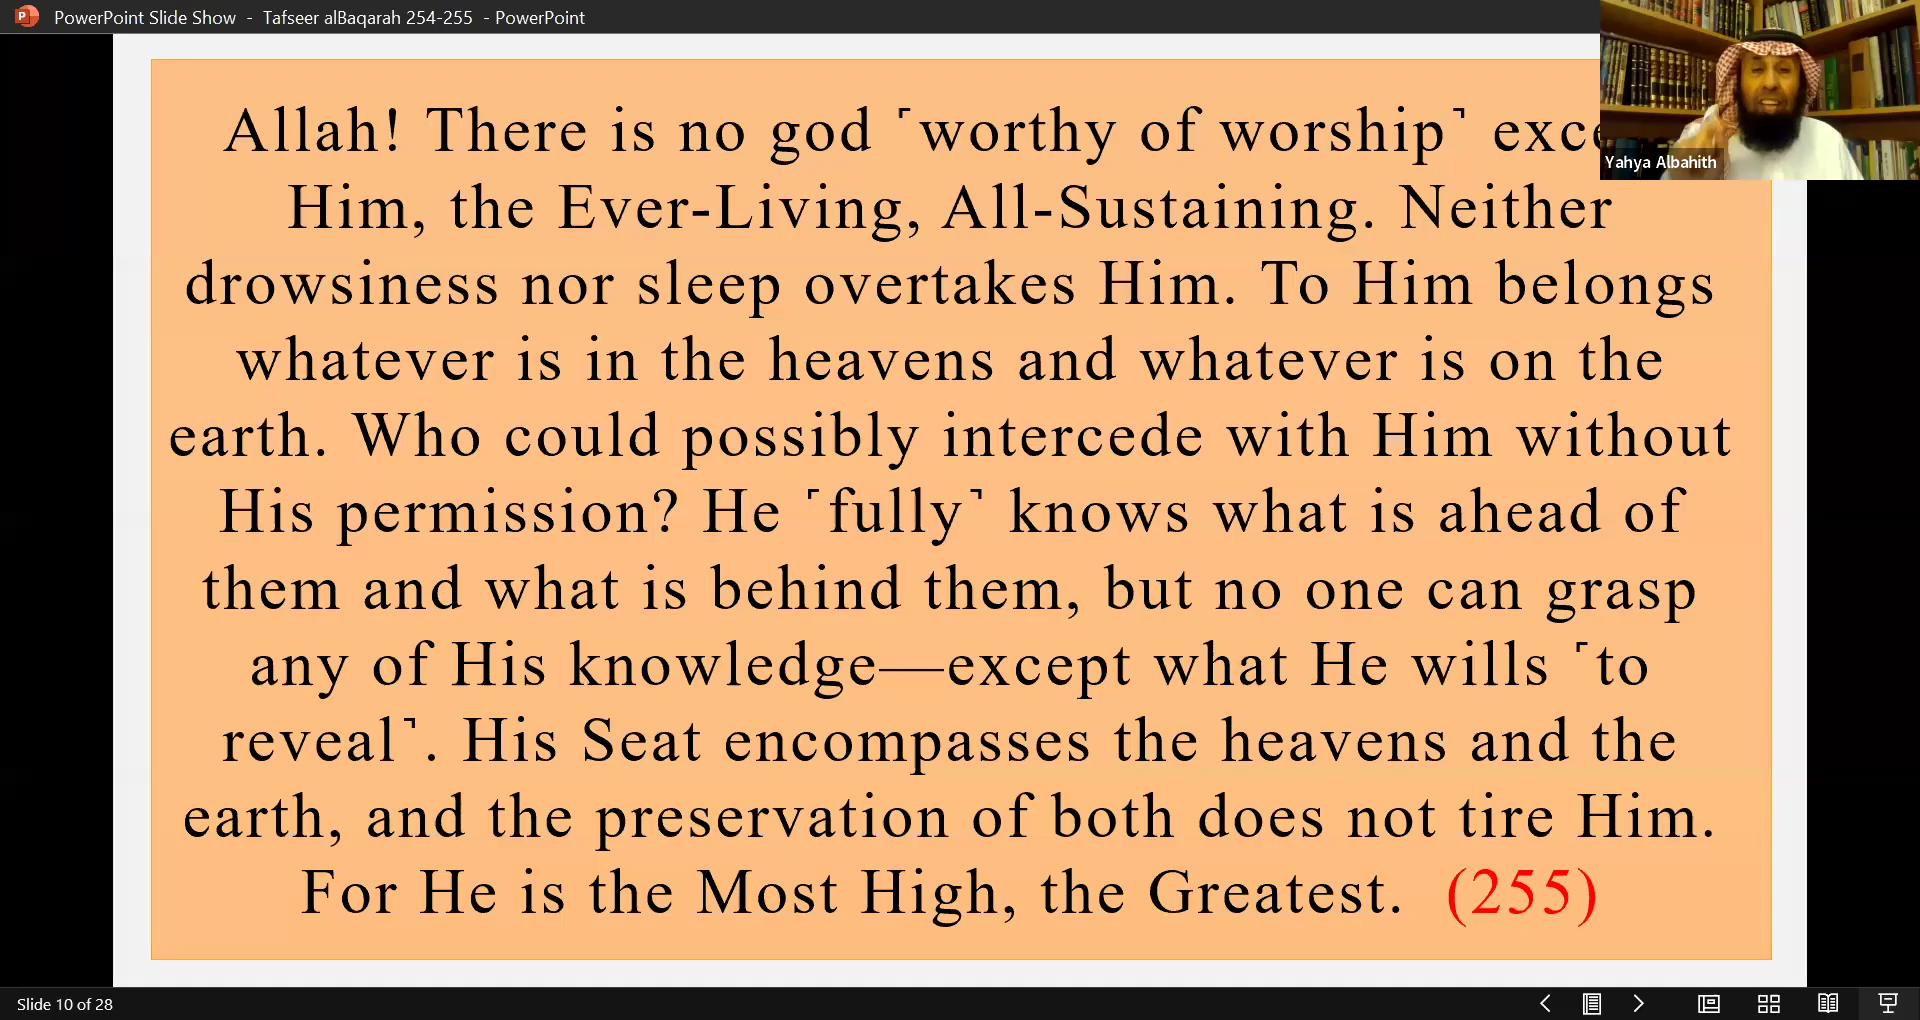 PowerPoint Slide Show - Tafseer alBaqarah 254-255 - PowerPoint
Allah! There is no god ⸢worthy of worship⸣
Yahya Albahith
Him, the Ever-Living, All-Sustaining. Neither
drowsiness nor sleep overtakes Him. To Him belongs
whatever is in the heavens and whatever is on the
earth. Who could possibly intercede with Him without
His permission? He ⸢fully⸣ knows what is ahead of
them and what is behind them, but no one can grasp
any of His knowledge—except what He wills ⸢to
reveal⸣. His Seat encompasses the heavens and the
earth, and the preservation of both does not tire Him.
For He is the Most High, the Greatest. (255)
Slide 10 of 28